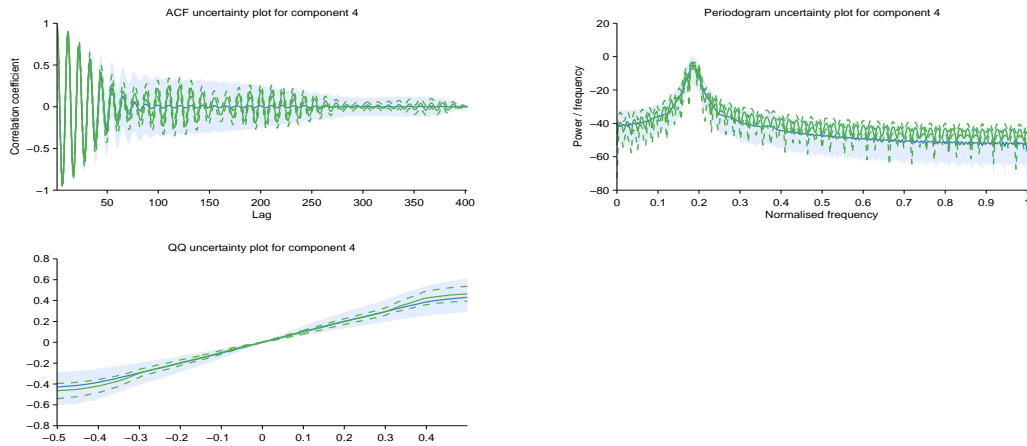 ACF uncertainty plot for component 4
1
0.5
0
−0.5
−1
Correlation coefficient
50 100 150 200 250 300 350 400
Lag
Periodogram uncertainty plot for component 4
20
0
−20
−40
−60
−80
Power / frequency
0 0.1 0.2 0.3 0.4 0.5 0.6 0.7 0.8 0.9 1
Normalised frequency
QQ uncertainty plot for component 4
0.8
0.6
0.4
0.2
0
−0.2
−0.4
−0.6
−0.8
−0.5 −0.4 −0.3 −0.2 −0.1 0 0.1 0.2 0.3 0.4